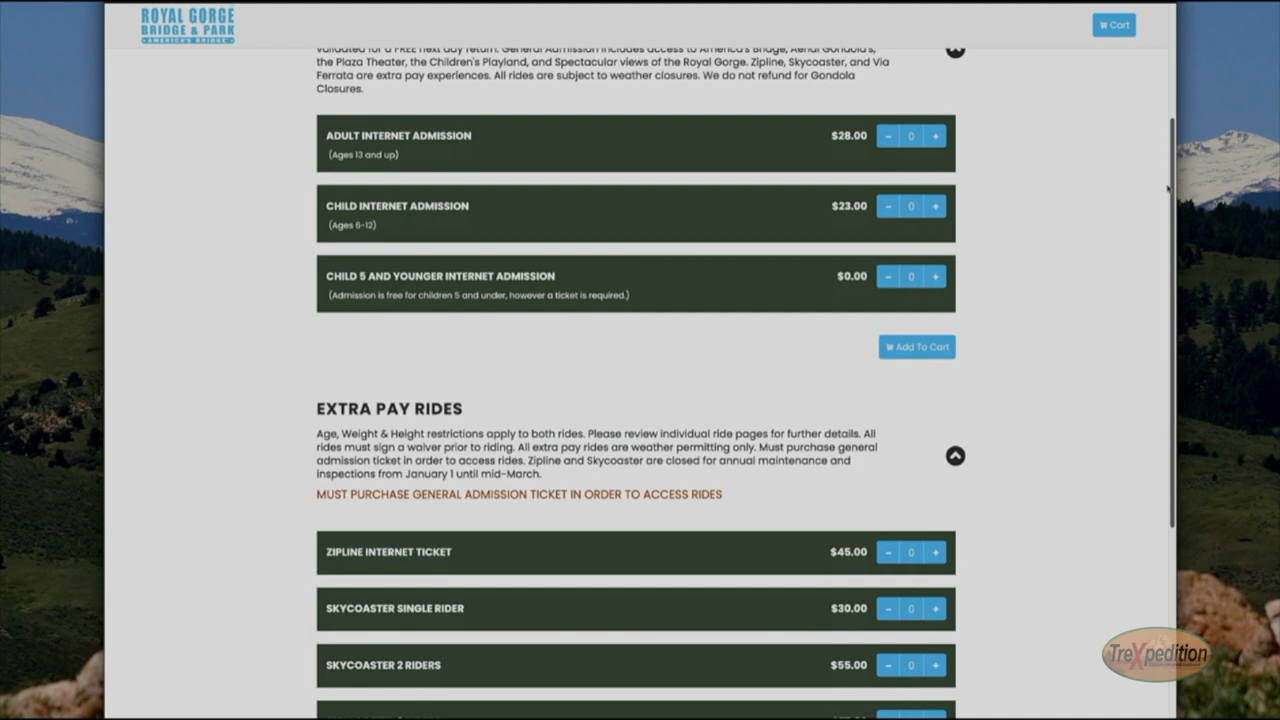 ROYAL GORGE
BRIDGE & PARK
AMERICA'S BRIDGE
Cart
validated for a FREE next day return. General Admission includes access to America's Bridge, Aerial Gondola's,
the Plaza Theater, the Children's Playland, and Spectacular views of the Royal Gorge. Zipline, Skycoaster, and Via
Ferrata are extra pay experiences. All rides are subject to weather closures. We do not refund for Gondola
Closures.
ADULT INTERNET ADMISSION $28.00 - 0 +
(Ages 13 and up)
CHILD INTERNET ADMISSION $23.00 - 0 +
(Ages 6-12)
CHILD 5 AND YOUNGER INTERNET ADMISSION $0.00 - 0 +
(Admission is free for children 5 and under, however a ticket is required.)
Add To Cart
EXTRA PAY RIDES
Age, Weight & Height restrictions apply to both rides. Please review individual ride pages for further details. All
rides must sign a waiver prior to riding. All extra pay rides are weather permitting only. Must purchase general
admission ticket in order to access rides. Zipline and Skycoaster are closed for annual maintenance and
inspections from January 1 until mid-March.
MUST PURCHASE GENERAL ADMISSION TICKET IN ORDER TO ACCESS RIDES
ZIPLINE INTERNET TICKET $45.00 - 0 +
SKYCOASTER SINGLE RIDER $30.00 - 0 +
SKYCOASTER 2 RIDERS $55.00 - 0 +
TreXpedition